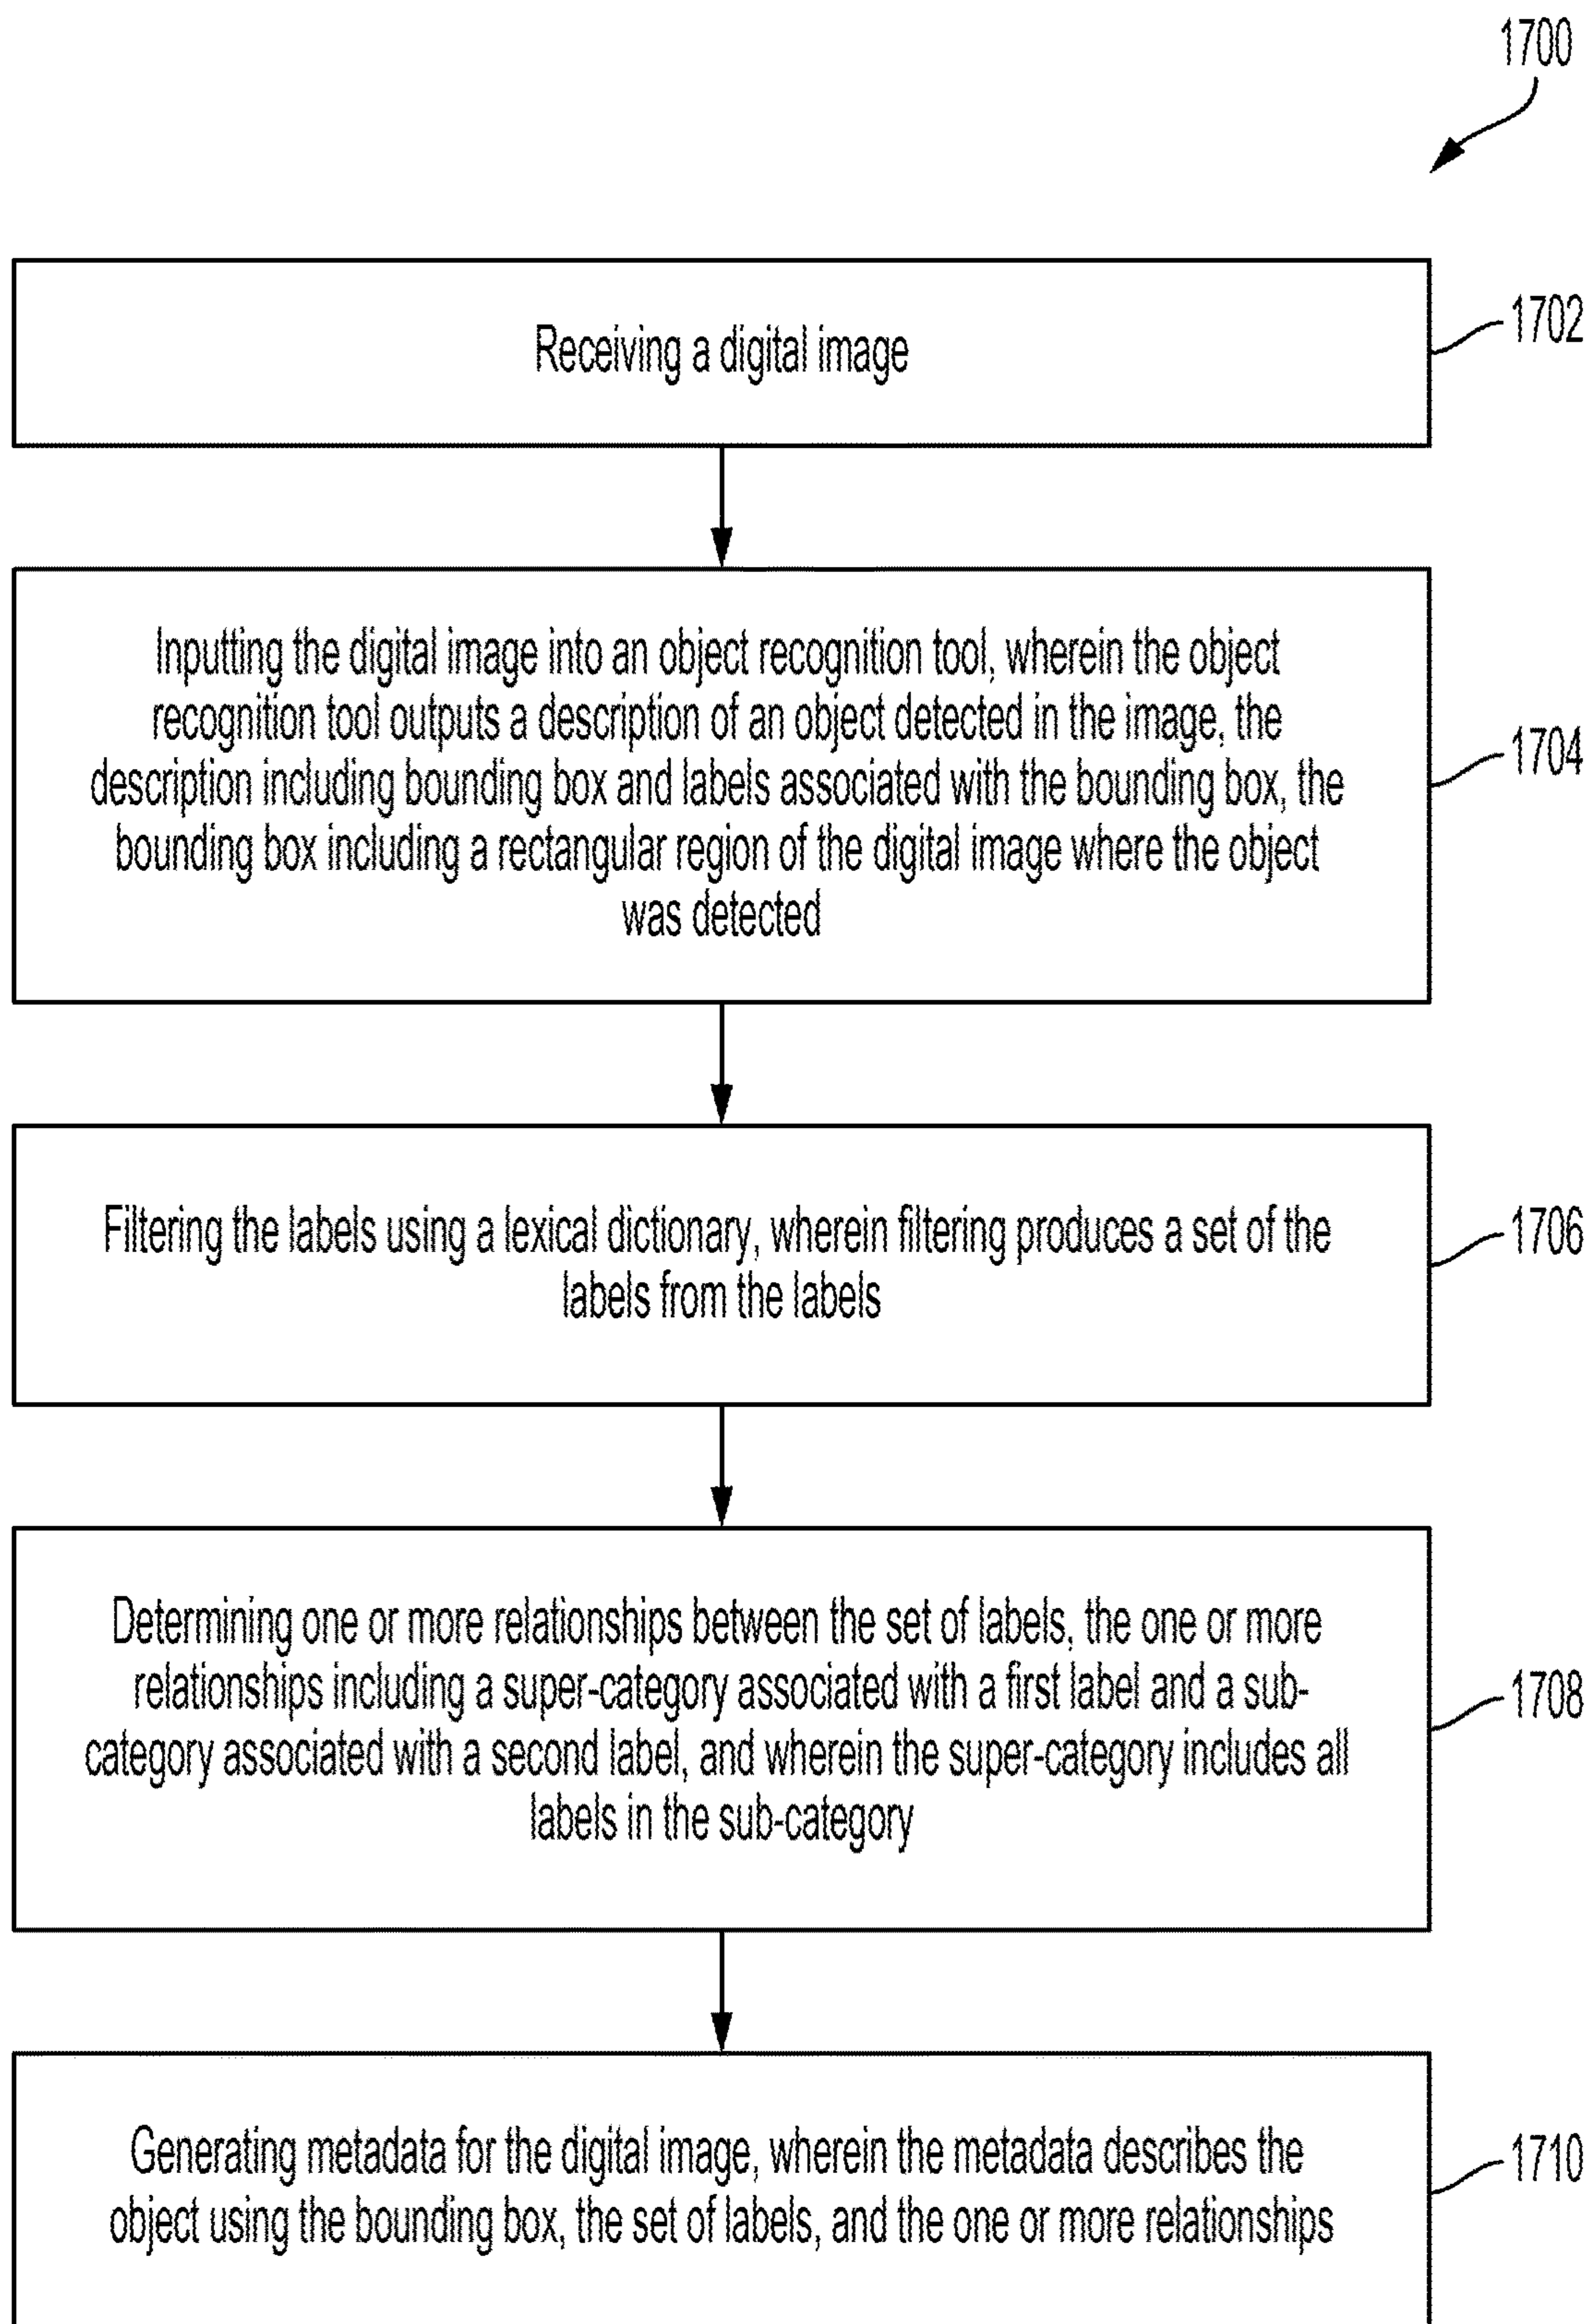 1700
Receiving a digital image
1702
Inputting the digital image into an object recognition tool, wherein the object
recognition tool outputs a description of an object detected in the image, the
description including bounding box and labels associated with the bounding box, the
bounding box including a rectangular region of the digital image where the object
was detected
1704
Filtering the labels using a lexical dictionary, wherein filtering produces a set of the
labels from the labels
1706
Determining one or more relationships between the set of labels, the one or more
relationships including a super-category associated with a first label and a sub-
category associated with a second label, and wherein the super-category includes all
labels in the sub-category
1708
Generating metadata for the digital image, wherein the metadata describes the
object using the bounding box, the set of labels, and the one or more relationships
1710